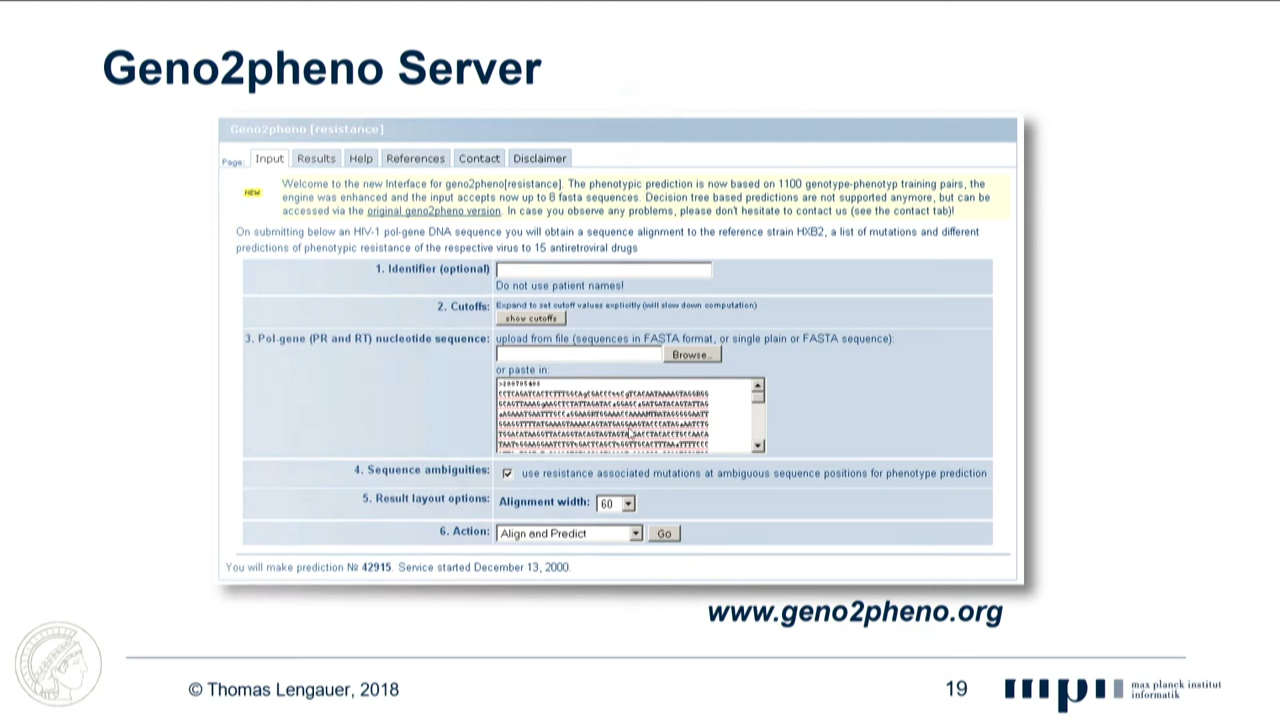 Geno2pheno Server
Geno2pheno [resistance]
Page: Input Results Help References Contact Disclaimer
NEW
Welcome to the new Interface for geno2pheno[resistance]. The phenotypic prediction is now based on 1100 genotype-phenotyp training pairs, the
engine was enhanced and the input accepts now up to 8 fasta sequences. Decision tree based predictions are not supported anymore, but can be
accessed via the original geno2pheno version. In case you observe any problems, please don't hesitate to contact us (see the contact tab)!
On submitting below an HIV-1 pol-gene DNA sequence you will obtain a sequence alignment to the reference strain HXB2, a list of mutations and different
predictions of phenotypic resistance of the respective virus to 15 antiretroviral drugs
1. Identifier (optional)
Do not use patient names!
2. Cutoffs: Expand to set cutoff values explicitly (will slow down computation)
show cutoffs
3. Pol-gene (PR and RT) nucleotide sequence: upload from file (sequences in FASTA format, or single plain or FASTA sequence):
Browse...
or paste in:
4. Sequence ambiguities: use resistance associated mutations at ambiguous sequence positions for phenotype prediction
5. Result layout options: Alignment width: 60
6. Action: Align and Predict Go
You will make prediction № 42915. Service started December 13, 2000.
www.geno2pheno.org
© Thomas Lengauer, 2018
19
max planck institut
informatik